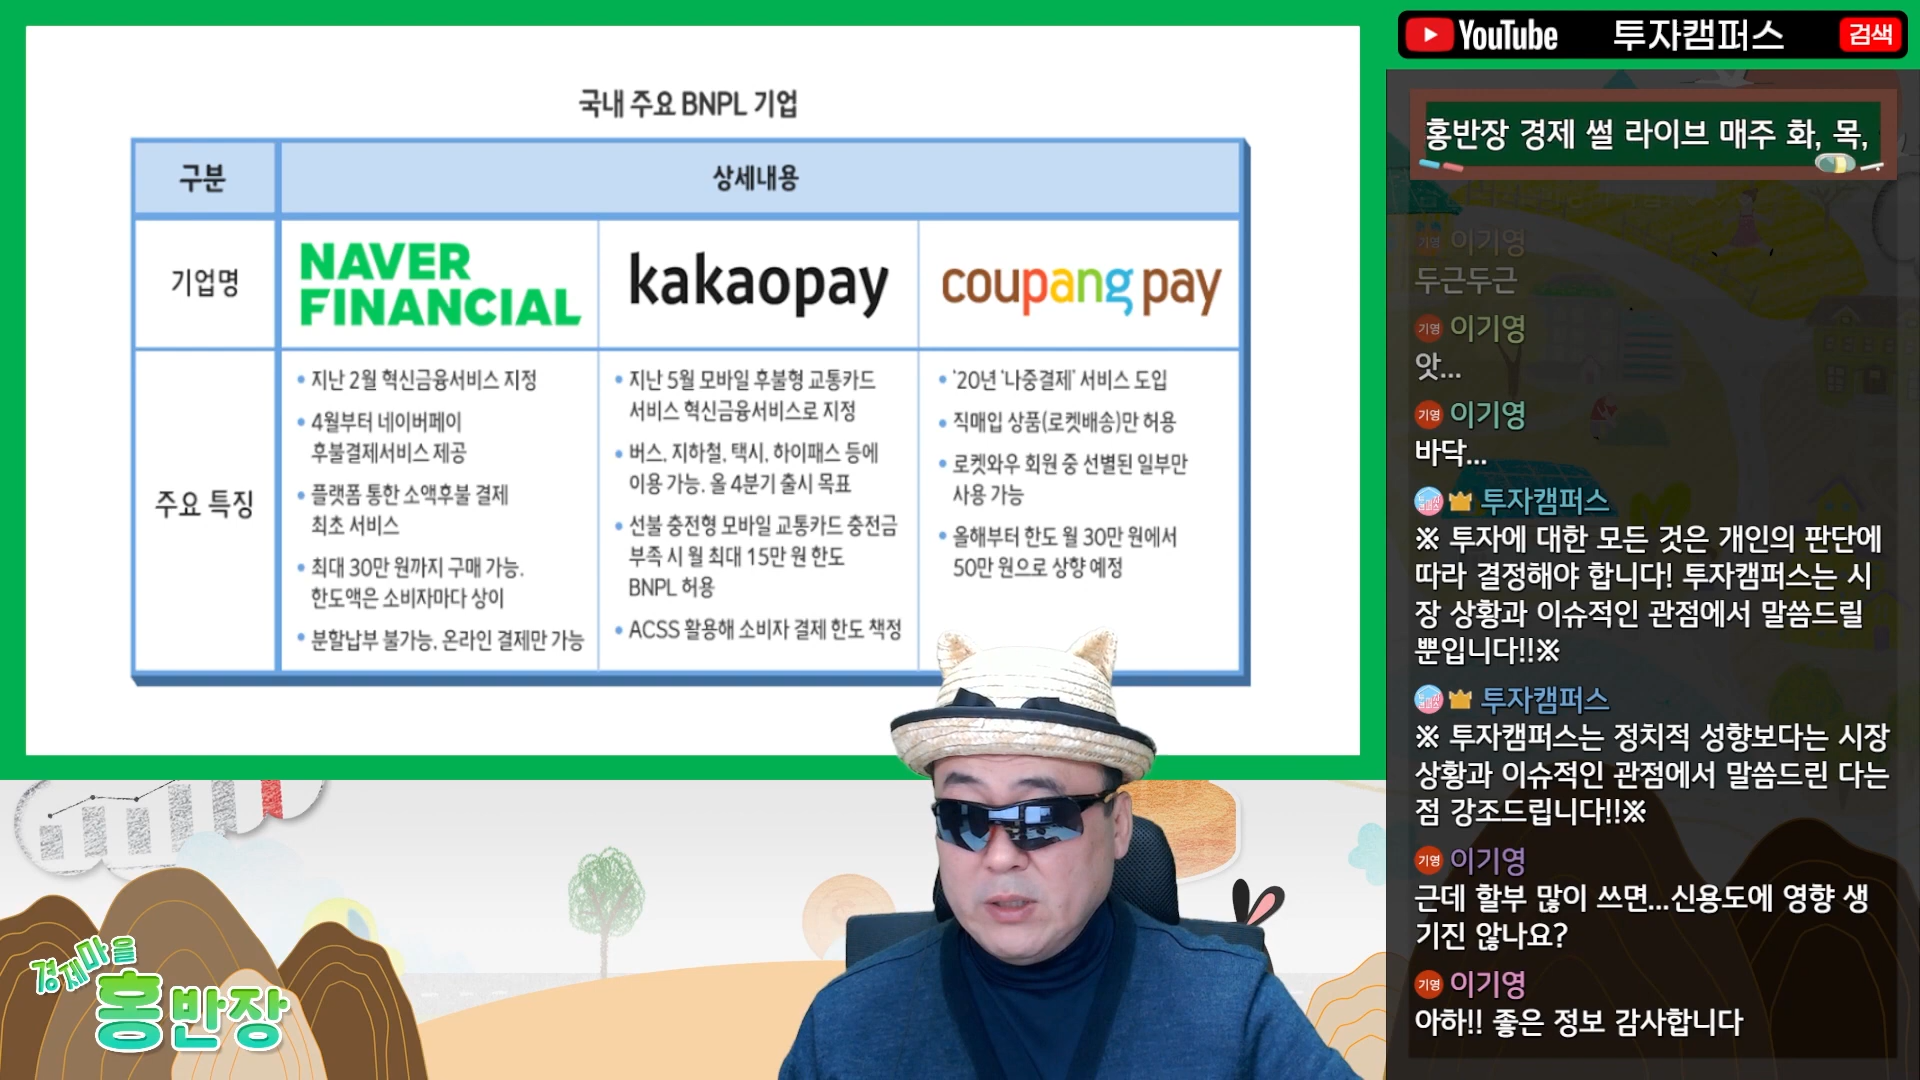 국내 주요 BNPL 기업
구분
상세내용
기업명
NAVER
FINANCIAL
kakaopay
coupang pay
주요 특징
• 지난 2월 혁신금융서비스 지정
• 4월부터 네이버페이
후불결제서비스 제공
• 플랫폼 통한 소액후불 결제
최초 서비스
• 최대 30만 원까지 구매 가능.
한도액은 소비자마다 상이
• 분할납부 불가능, 온라인 결제만 가능
• 지난 5월 모바일 후불형 교통카드
서비스 혁신금융서비스로 지정
• 버스, 지하철, 택시, 하이패스 등에
이용 가능. 올 4분기 출시 목표
• 선불 충전형 모바일 교통카드 충전금
부족 시 월 최대 15만 원 한도
BNPL 허용
• ACSS 활용해 소비자 결제 한도 책정
• ‘20년 ‘나중결제’ 서비스 도입
• 직매입 상품(로켓배송)만 허용
• 로켓와우 회원 중 선별된 일부만
사용 가능
• 올해부터 한도 월 30만 원에서
50만 원으로 상향 예정
경제마을
홍반장
YouTube 투자캠퍼스 검색
홍반장 경제 썰 라이브 매주 화, 목,
기영 이기영
두근두근
기영 이기영
앗...
기영 이기영
바닥...
투자캠퍼스
※ 투자에 대한 모든 것은 개인의 판단에
따라 결정해야 합니다! 투자캠퍼스는 시
장 상황과 이슈적인 관점에서 말씀드릴
뿐입니다!!※
투자캠퍼스
※ 투자캠퍼스는 정치적 성향보다는 시장
상황과 이슈적인 관점에서 말씀드린 다는
점 강조드립니다!!※
기영 이기영
근데 할부 많이 쓰면...신용도에 영향 생
기진 않나요?
기영 이기영
아하!! 좋은 정보 감사합니다